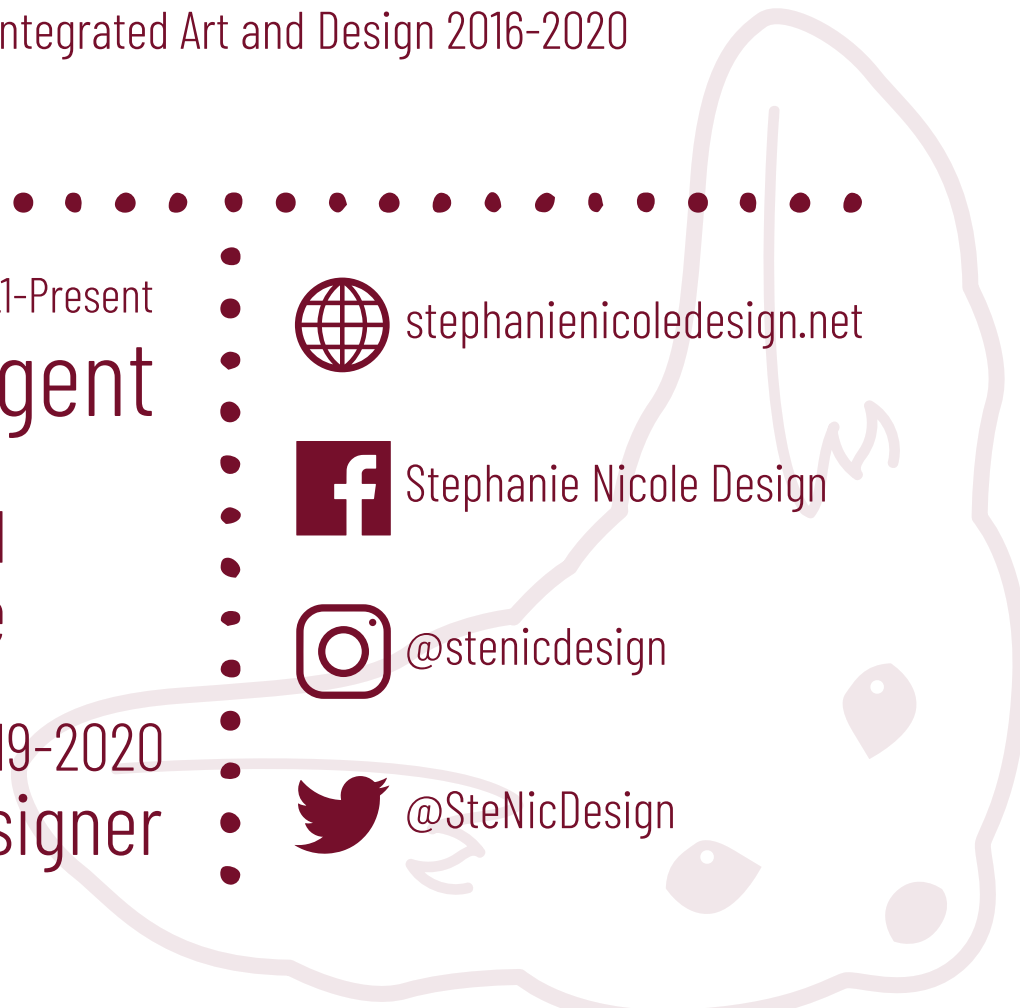 ntegrated Art and Design 2016-2020
1-Present
gent
stephanienicoledesign.net
Stephanie Nicole Design
@stenicdesign
19-2020
signer
@SteNicDesign